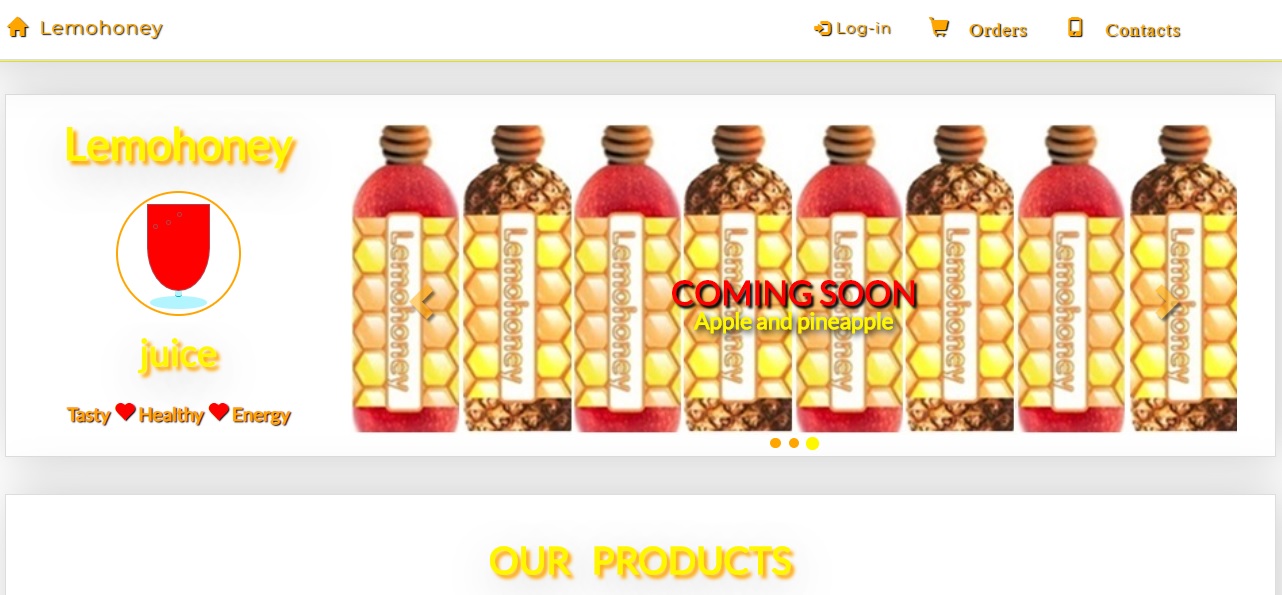 Lemohoney
Log-in
Orders
Contacts
Lemohoney
juice
Tasty Healthy Energy
Lemohoney
Lemohoney
Lemohoney
Lemohoney
Lemohoney
Lemohoney
Lemohoney
Lemohoney
COMING SOON
Apple and pineapple
OUR PRODUCTS